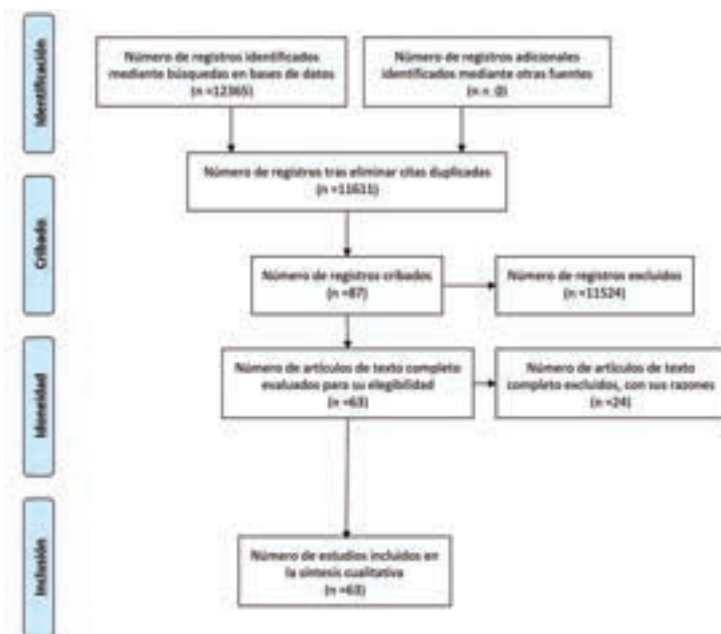 Identificación
Número de registros identificados
mediante búsquedas en bases de datos
(n =12365)
Número de registros adicionales
identificados mediante otras fuentes
(n = 0)
Número de registros tras eliminar citas duplicadas
(n =11611)
Cribado
Número de registros cribados
(n =87)
Número de registros excluidos
(n =11524)
Idoneidad
Número de artículos de texto completo
evaluados para su elegibilidad
(n =63)
Número de artículos de texto
completo excluidos, con sus razones
(n =24)
Inclusión
Número de estudios incluidos en
la síntesis cualitativa
(n =63)